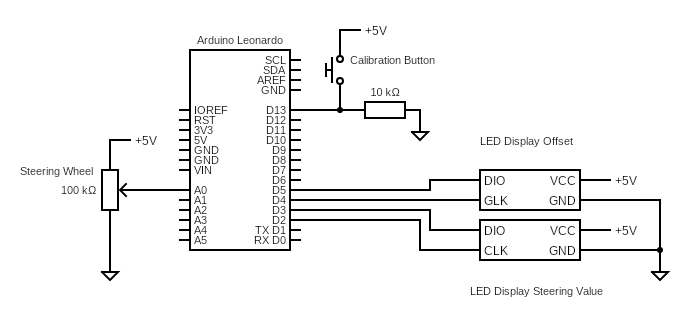 +5V
Arduino Leonardo
Calibration Button
SCL
SDA
AREF
GND
10 kΩ
IOREF
RST
3V3
5V
GND
GND
VIN
D13
D12
D11
D10
D9
D8
D7
D6
D5
D4
D3
D2
TX D1
RX D0
+5V
Steering Wheel
100 kΩ
A0
A1
A2
A3
A4
A5
LED Display Offset
DIO
VCC
+5V
GLK
GND
DIO
VCC
+5V
CLK
GND
LED Display Steering Value